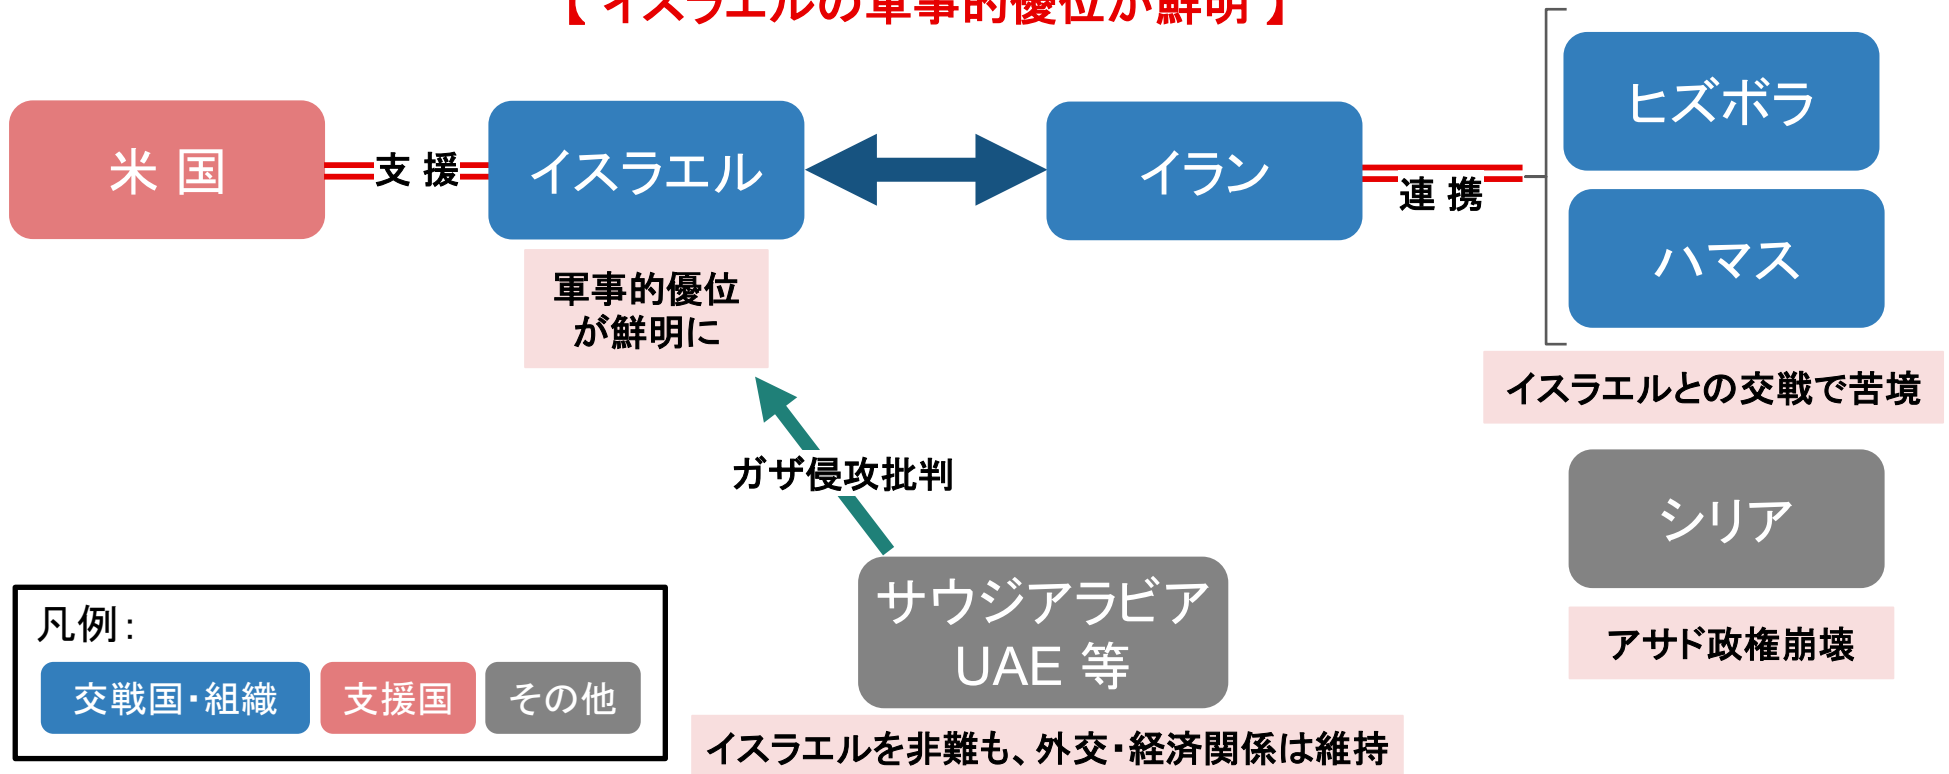 【 イスラエルの軍事的優位が鮮明 】
米 国
支 援
イスラエル
イラン
連 携
ヒズボラ
ハマス
軍事的優位
が鮮明に
イスラエルとの交戦で苦境
ガザ侵攻批判
シリア
アサド政権崩壊
サウジアラビア
UAE 等
イスラエルを非難も、外交・経済関係は維持
凡例：
交戦国・組織
支援国
その他